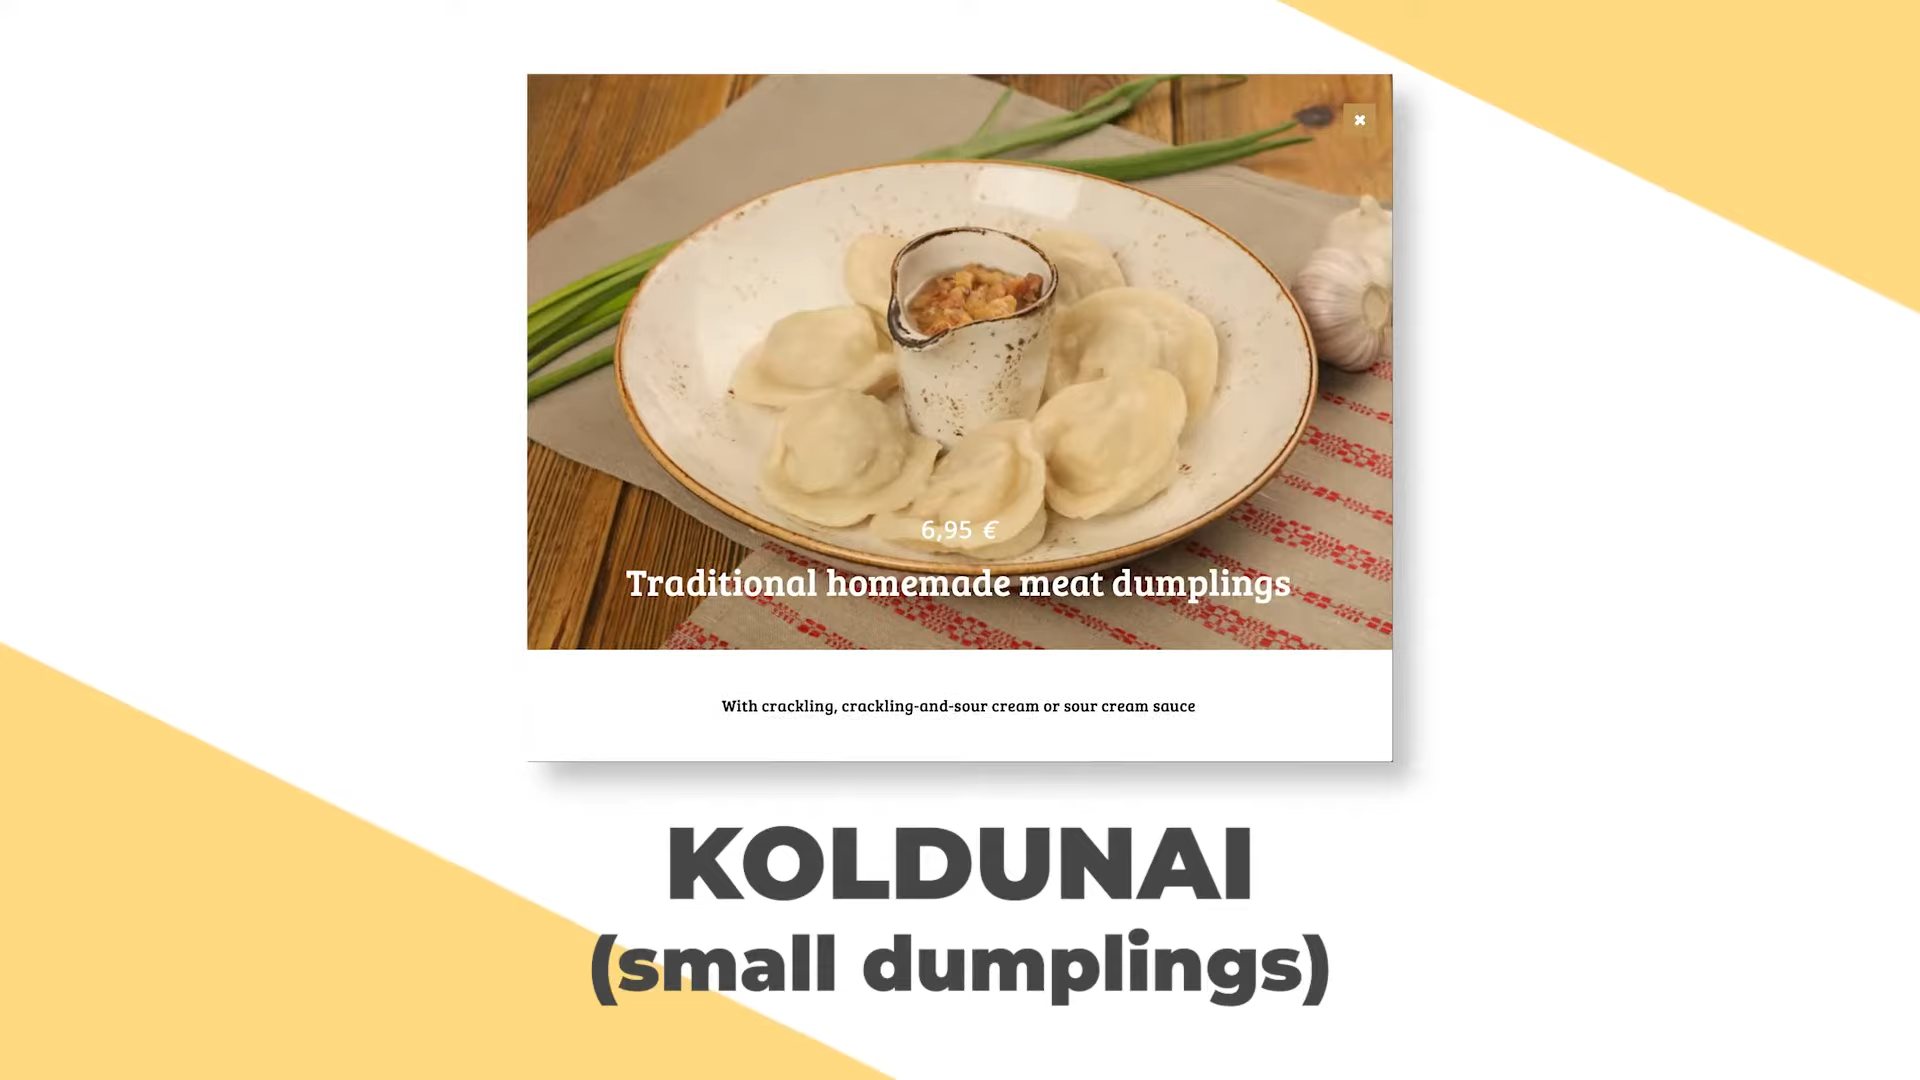 6,95 €
Traditional homemade meat dumplings
With crackling, crackling-and-sour cream or sour cream sauce
KOLDUNAI
(small dumplings)